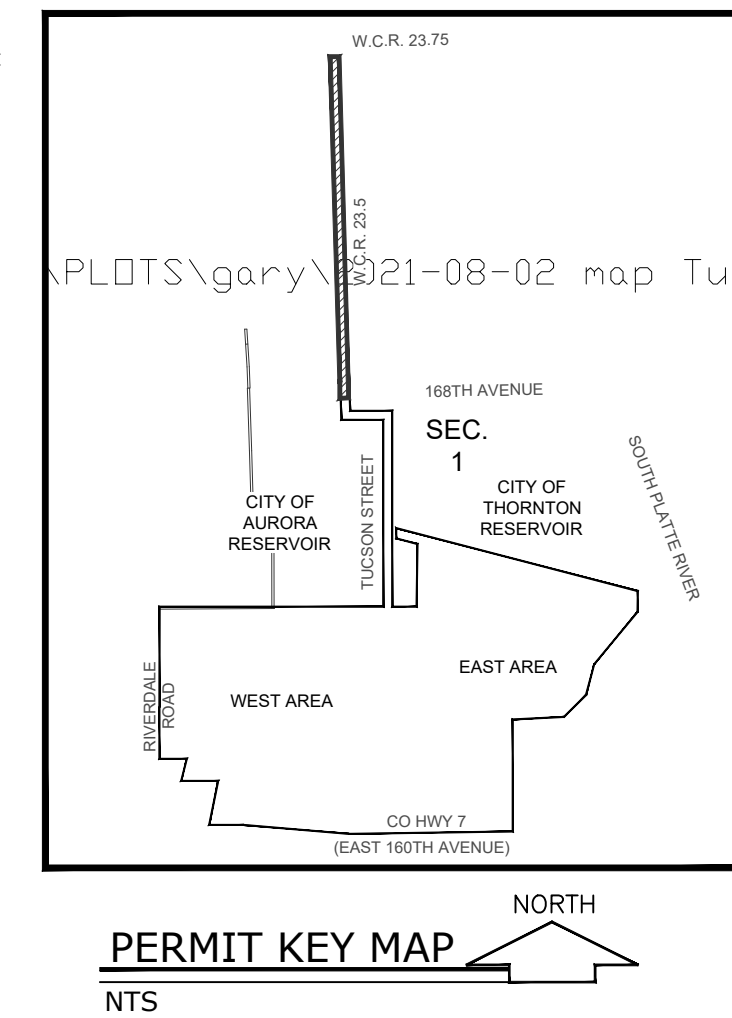 W.C.R. 23.75
W.C.R. 23.5
\PLOTS\gary\2021-08-02 map Tu
168TH AVENUE
SEC.
1
SOUTH PLATTE RIVER
CITY OF
THORNTON
RESERVOIR
TUCSON STREET
CITY OF
AURORA
RESERVOIR
EAST AREA
RIVERDALE
ROAD
WEST AREA
CO HWY 7
(EAST 160TH AVENUE)
NORTH
PERMIT KEY MAP
NTS